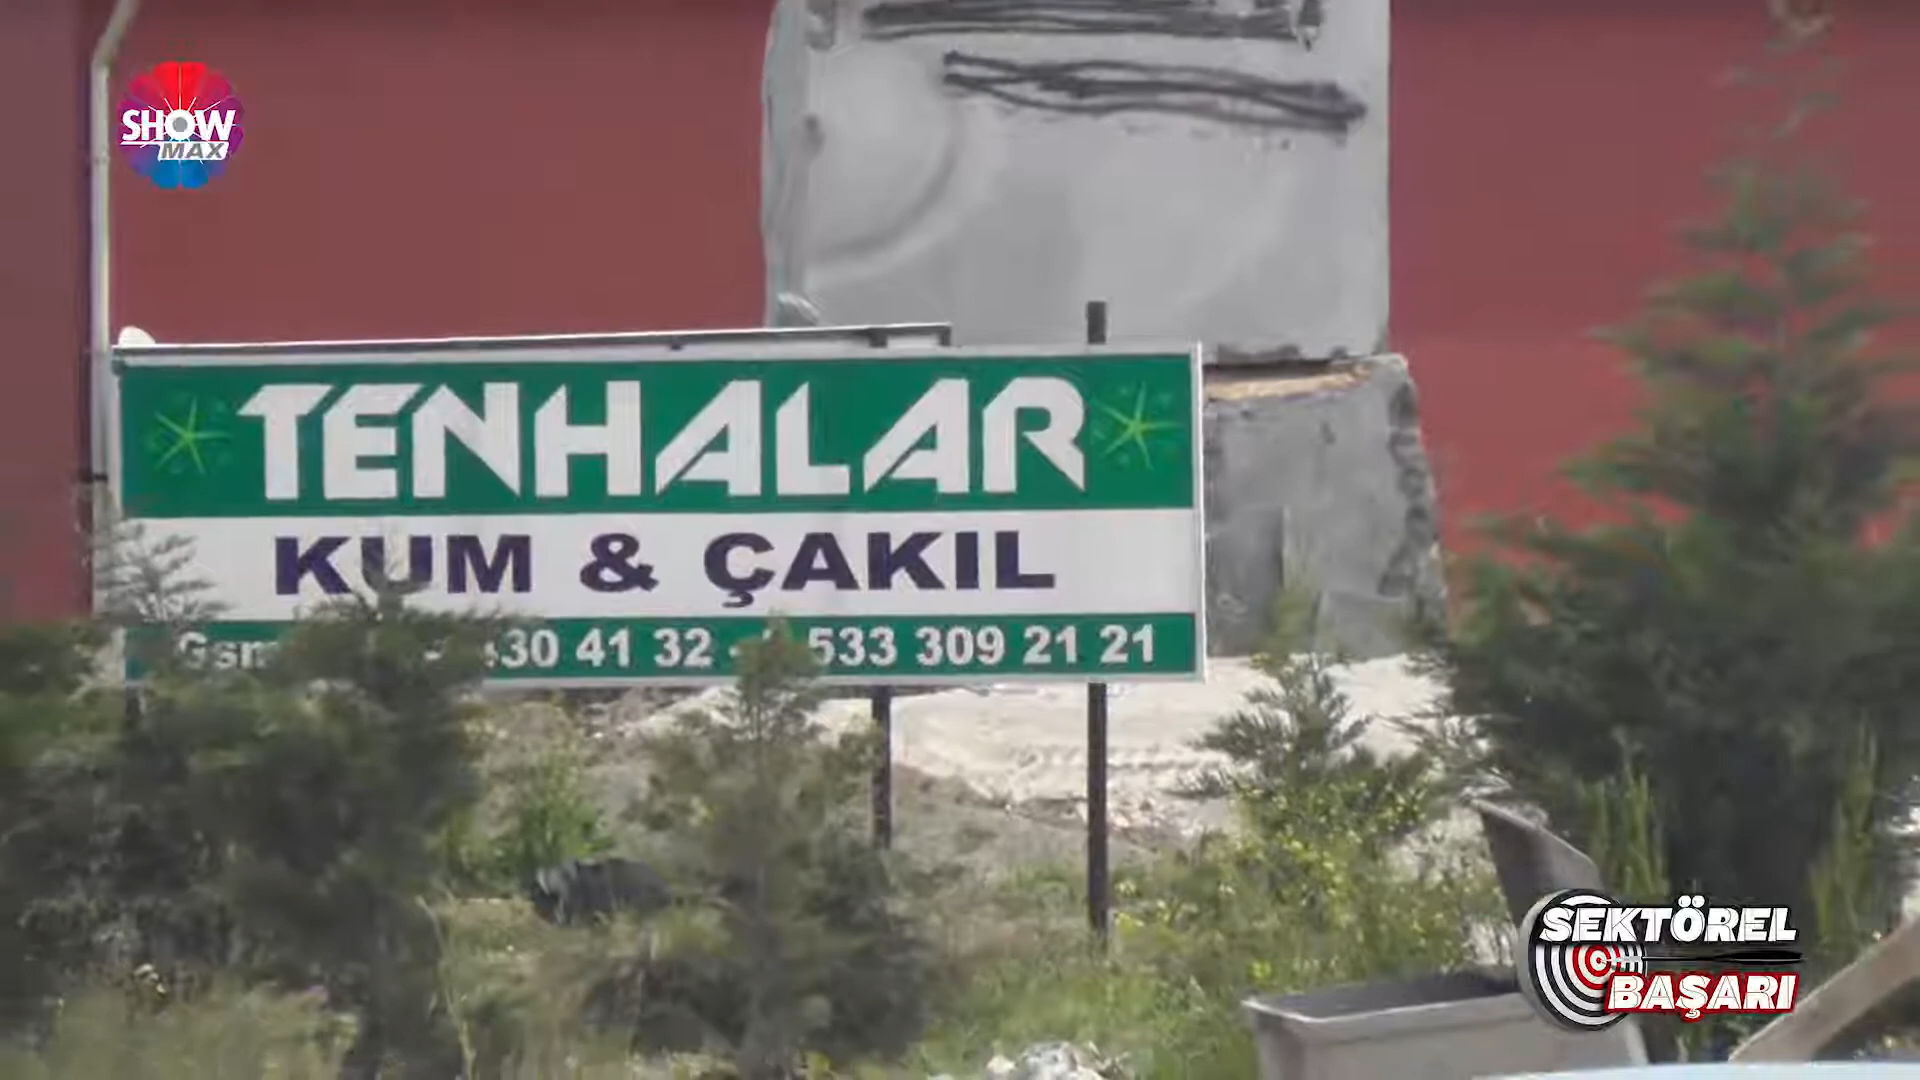 SHOW
MAX
TENHALAR
KUM & ÇAKIL
30 41 32 - 533 309 21 21
SEKTÖREL
BAŞARI